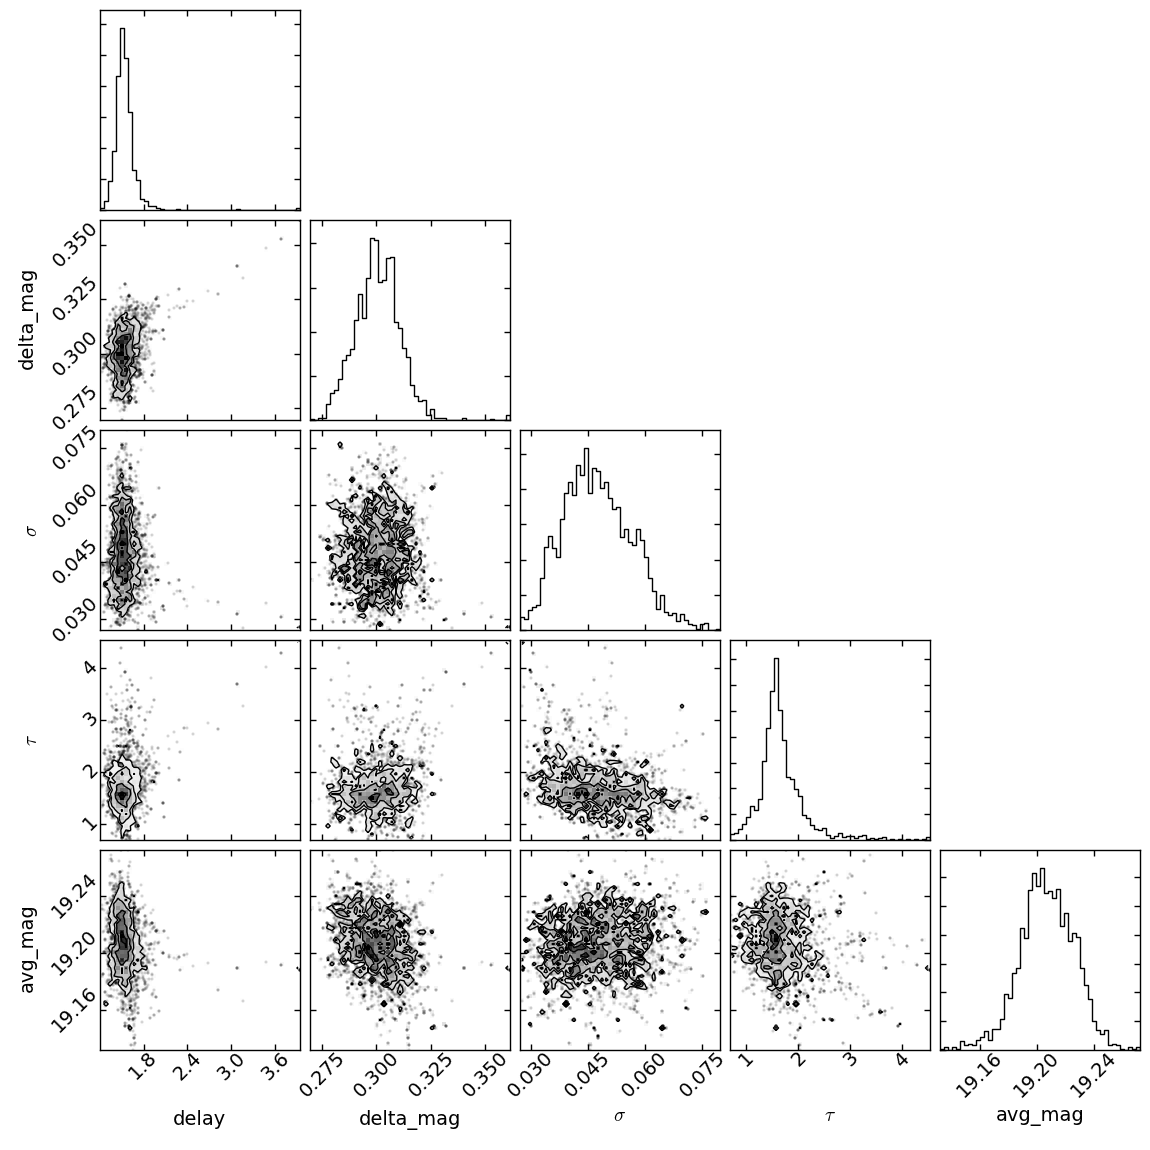 0.350
0.325
0.300
0.275
delta_mag
0.075
0.060
0.045
0.030
σ
4
3
2
1
τ
19.24
19.20
19.16
avg_mag
1.8 2.4 3.0 3.6
0.275 0.300 0.325 0.350
0.030 0.045 0.060 0.075
1 2 3 4
19.16 19.20 19.24
delay delta_mag σ τ avg_mag